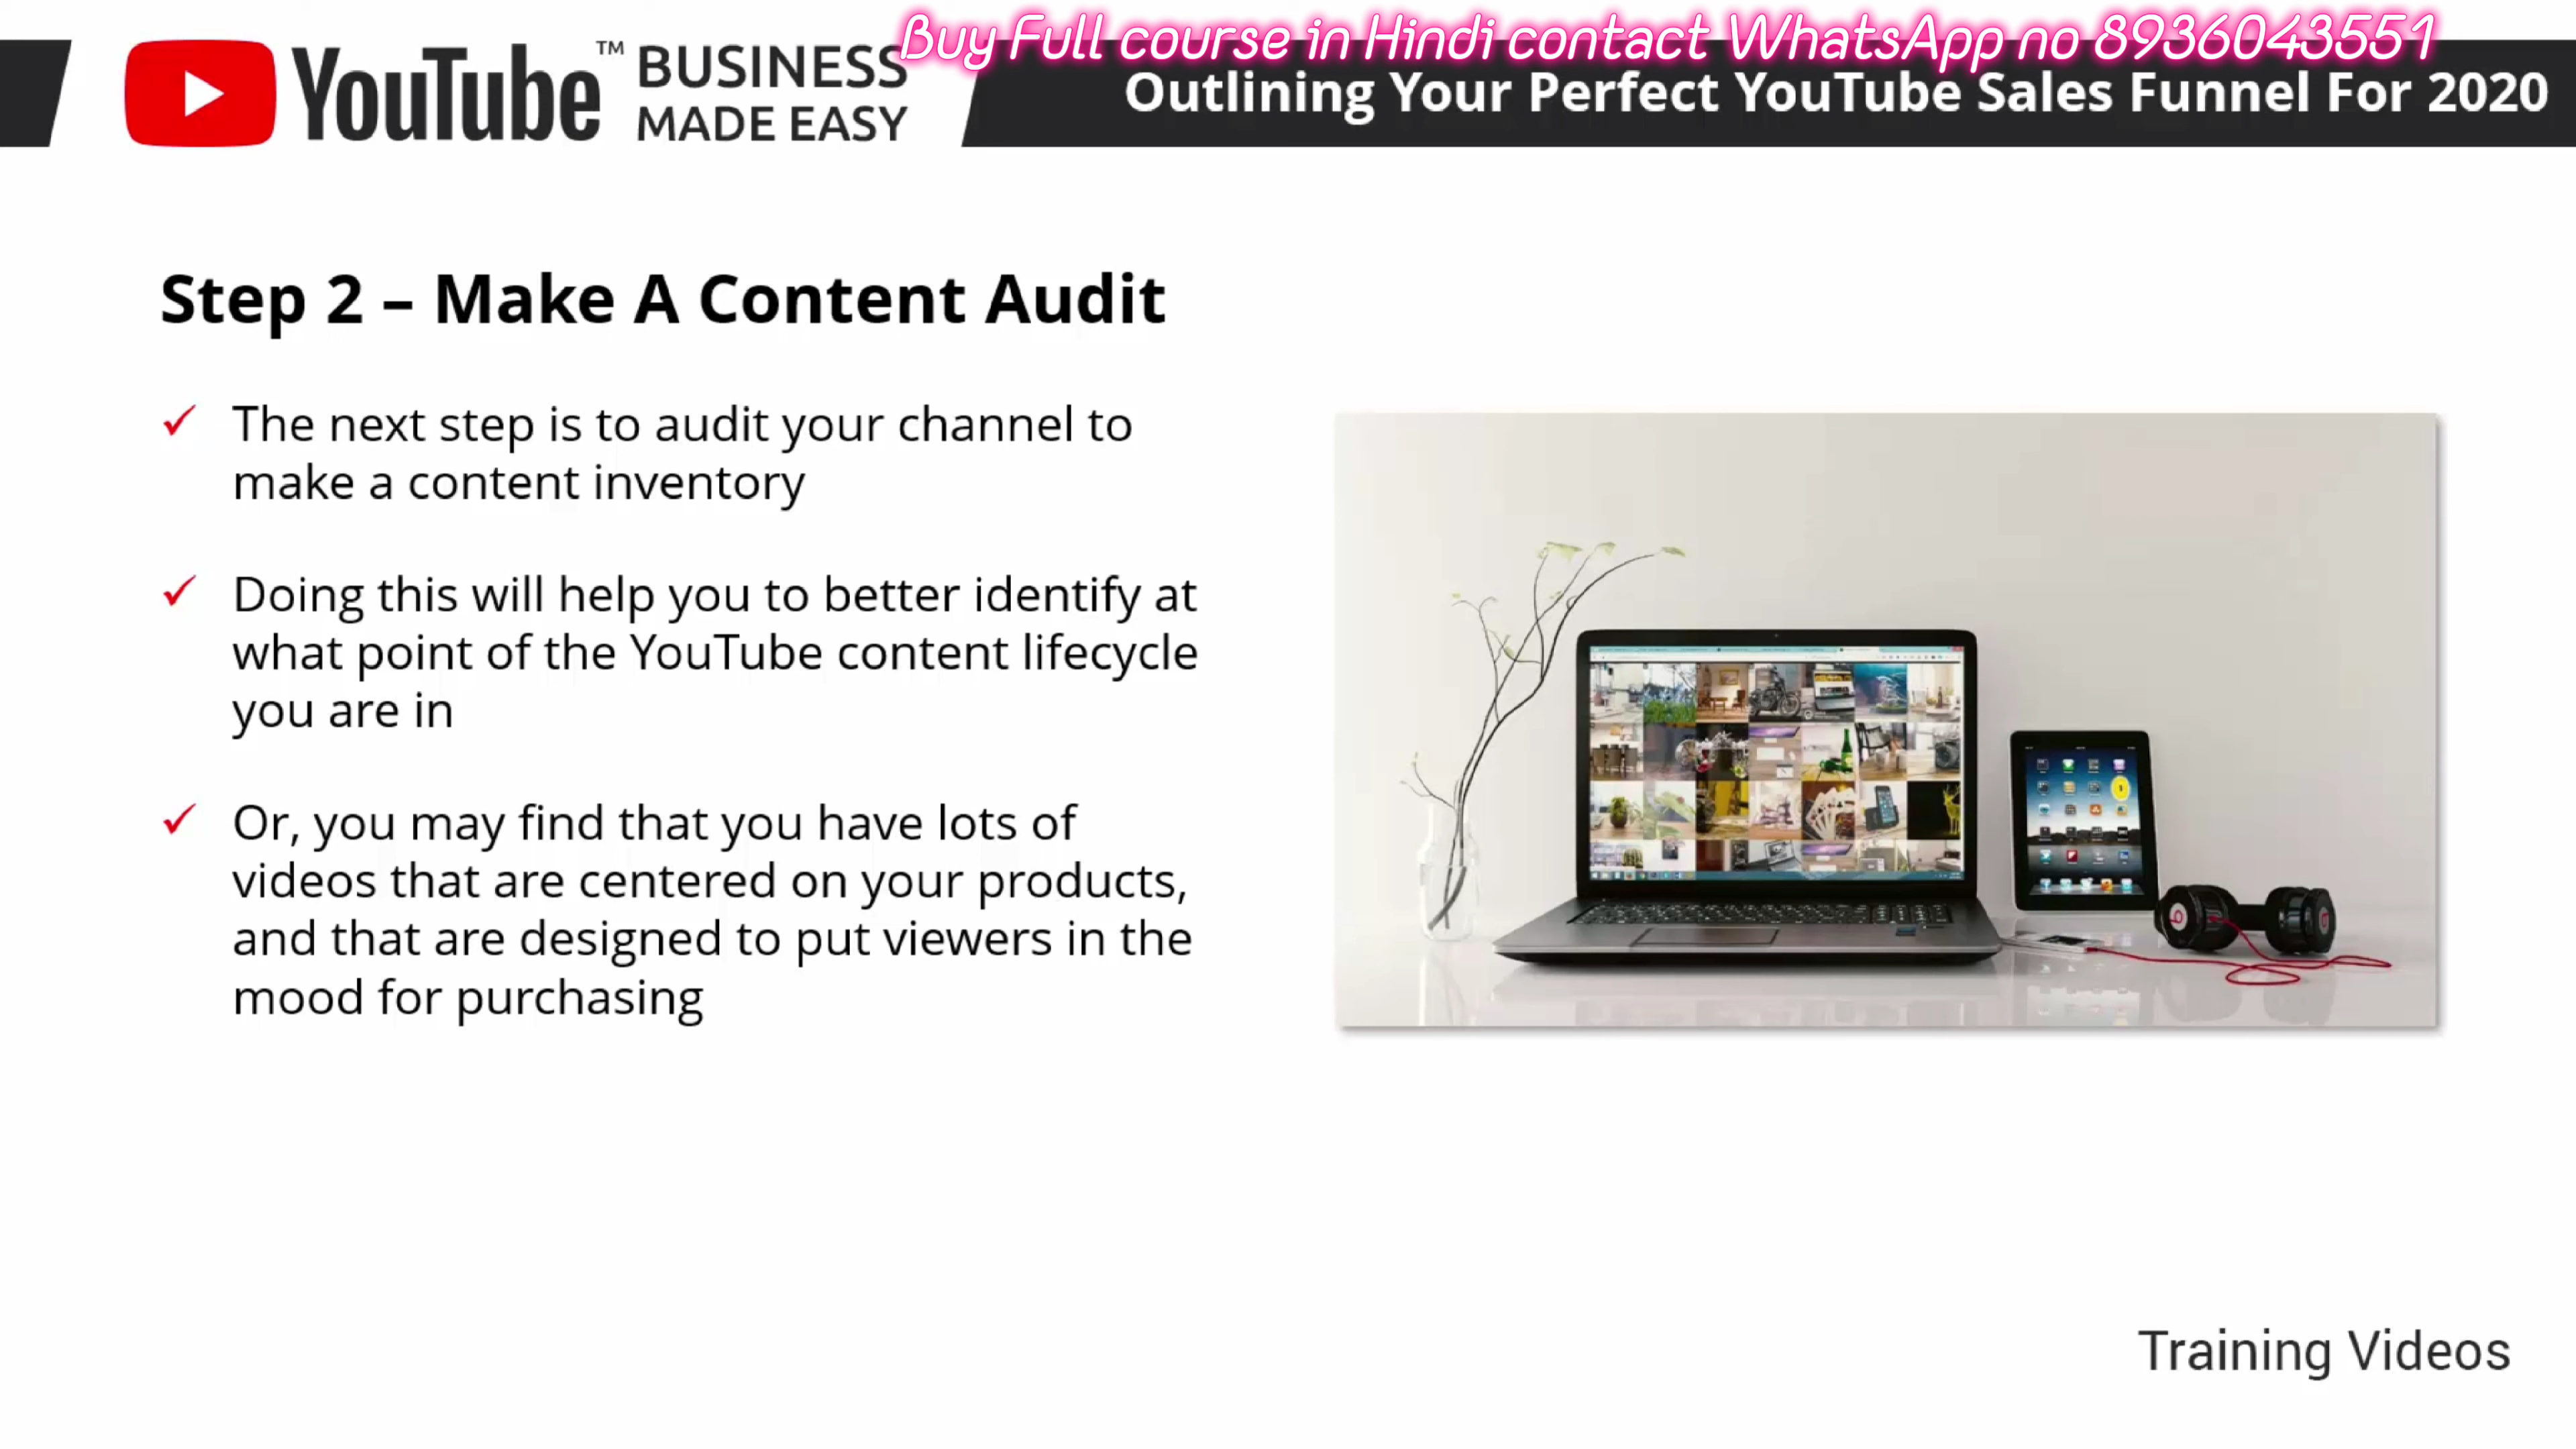 Buy Full course in Hindi contact WhatsApp no 8936043551
YouTube™ BUSINESS
MADE EASY
Outlining Your Perfect YouTube Sales Funnel For 2020
Step 2 – Make A Content Audit
✓ The next step is to audit your channel to
make a content inventory
✓ Doing this will help you to better identify at
what point of the YouTube content lifecycle
you are in
✓ Or, you may find that you have lots of
videos that are centered on your products,
and that are designed to put viewers in the
mood for purchasing
Training Videos